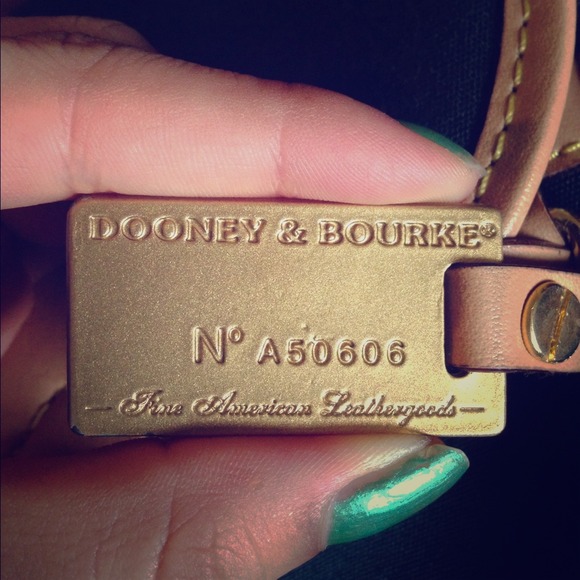 DOONEY & BOURKE®
Nº A50606
— Fine American Leathergoods —